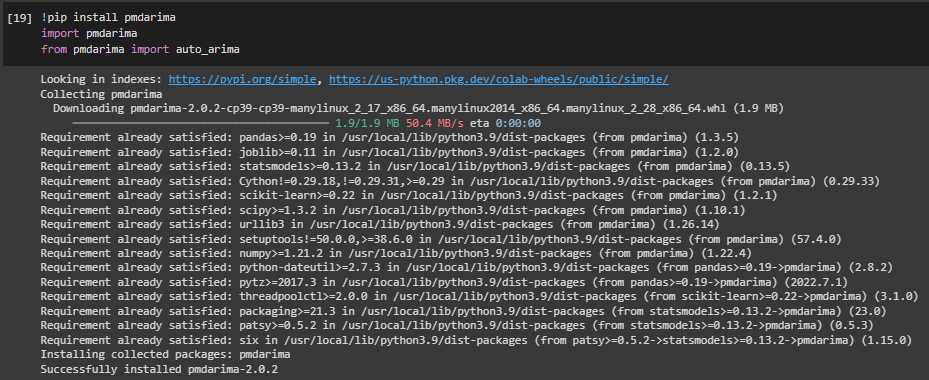 [19] !pip install pmdarima
import pmdarima
from pmdarima import auto_arima
Looking in indexes: https://pypi.org/simple, https://us-python.pkg.dev/colab-wheels/public/simple/
Collecting pmdarima
Downloading pmdarima-2.0.2-cp39-cp39-manylinux_2_17_x86_64.manylinux2014_x86_64.manylinux_2_28_x86_64.whl (1.9 MB)
1.9/1.9 MB 50.4 MB/s eta 0:00:00
Requirement already satisfied: pandas>=0.19 in /usr/local/lib/python3.9/dist-packages (from pmdarima) (1.3.5)
Requirement already satisfied: joblib>=0.11 in /usr/local/lib/python3.9/dist-packages (from pmdarima) (1.2.0)
Requirement already satisfied: statsmodels>=0.13.2 in /usr/local/lib/python3.9/dist-packages (from pmdarima) (0.13.5)
Requirement already satisfied: Cython!=0.29.18,!=0.29.31,>=0.29 in /usr/local/lib/python3.9/dist-packages (from pmdarima) (0.29.33)
Requirement already satisfied: scikit-learn>=0.22 in /usr/local/lib/python3.9/dist-packages (from pmdarima) (1.2.1)
Requirement already satisfied: scipy>=1.3.2 in /usr/local/lib/python3.9/dist-packages (from pmdarima) (1.10.1)
Requirement already satisfied: urllib3 in /usr/local/lib/python3.9/dist-packages (from pmdarima) (1.26.14)
Requirement already satisfied: setuptools!=50.0.0,>=38.6.0 in /usr/local/lib/python3.9/dist-packages (from pmdarima) (57.4.0)
Requirement already satisfied: numpy>=1.21.2 in /usr/local/lib/python3.9/dist-packages (from pmdarima) (1.22.4)
Requirement already satisfied: python-dateutil>=2.7.3 in /usr/local/lib/python3.9/dist-packages (from pandas>=0.19->pmdarima) (2.8.2)
Requirement already satisfied: pytz>=2017.3 in /usr/local/lib/python3.9/dist-packages (from pandas>=0.19->pmdarima) (2022.7.1)
Requirement already satisfied: threadpoolctl>=2.0.0 in /usr/local/lib/python3.9/dist-packages (from scikit-learn>=0.22->pmdarima) (3.1.0)
Requirement already satisfied: packaging>=21.3 in /usr/local/lib/python3.9/dist-packages (from statsmodels>=0.13.2->pmdarima) (23.0)
Requirement already satisfied: patsy>=0.5.2 in /usr/local/lib/python3.9/dist-packages (from statsmodels>=0.13.2->pmdarima) (0.5.3)
Requirement already satisfied: six in /usr/local/lib/python3.9/dist-packages (from patsy>=0.5.2->statsmodels>=0.13.2->pmdarima) (1.15.0)
Installing collected packages: pmdarima
Successfully installed pmdarima-2.0.2